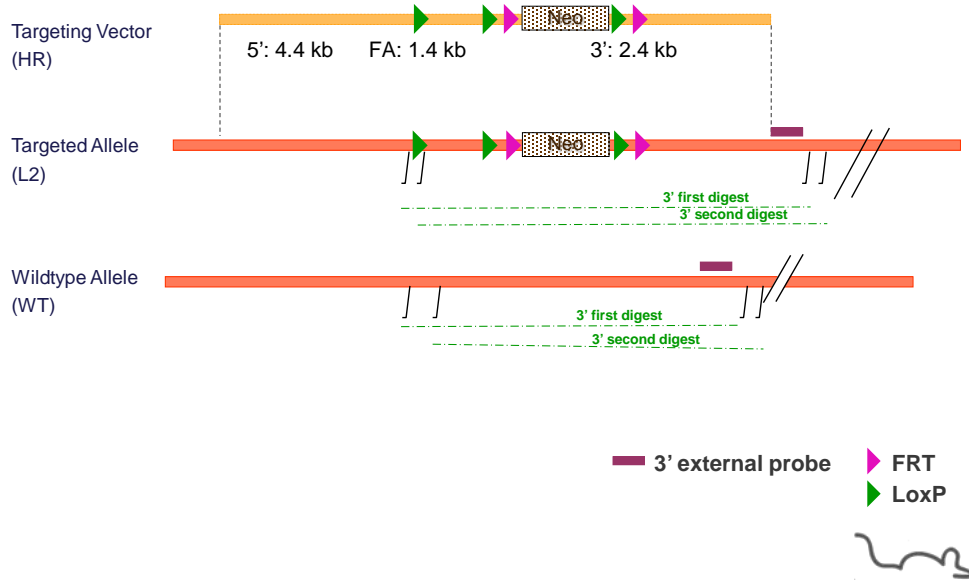 Targeting Vector
(HR)
Neo
5’: 4.4 kb FA: 1.4 kb 3’: 2.4 kb
Targeted Allele
(L2)
Neo
3’ first digest
3’ second digest
Wildtype Allele
(WT)
3’ first digest
3’ second digest
3’ external probe
FRT
LoxP